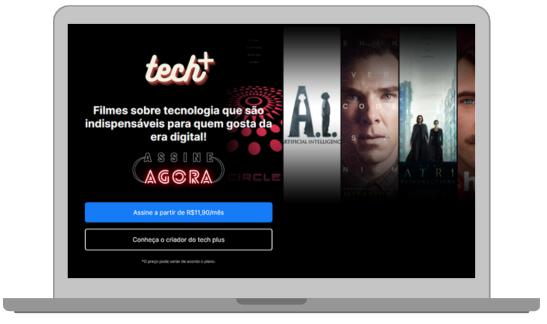 tech+
Filmes sobre tecnologia que são
indispensáveis para quem gosta da
era digital!
ASSINE
AGORA
Assine a partir de R$11,90/mês
Conheça o criador do tech plus
*O preço pode variar de acordo o plano.
CIRCLE
A.I.
ARTIFICIAL INTELLIGENCE
ATRI